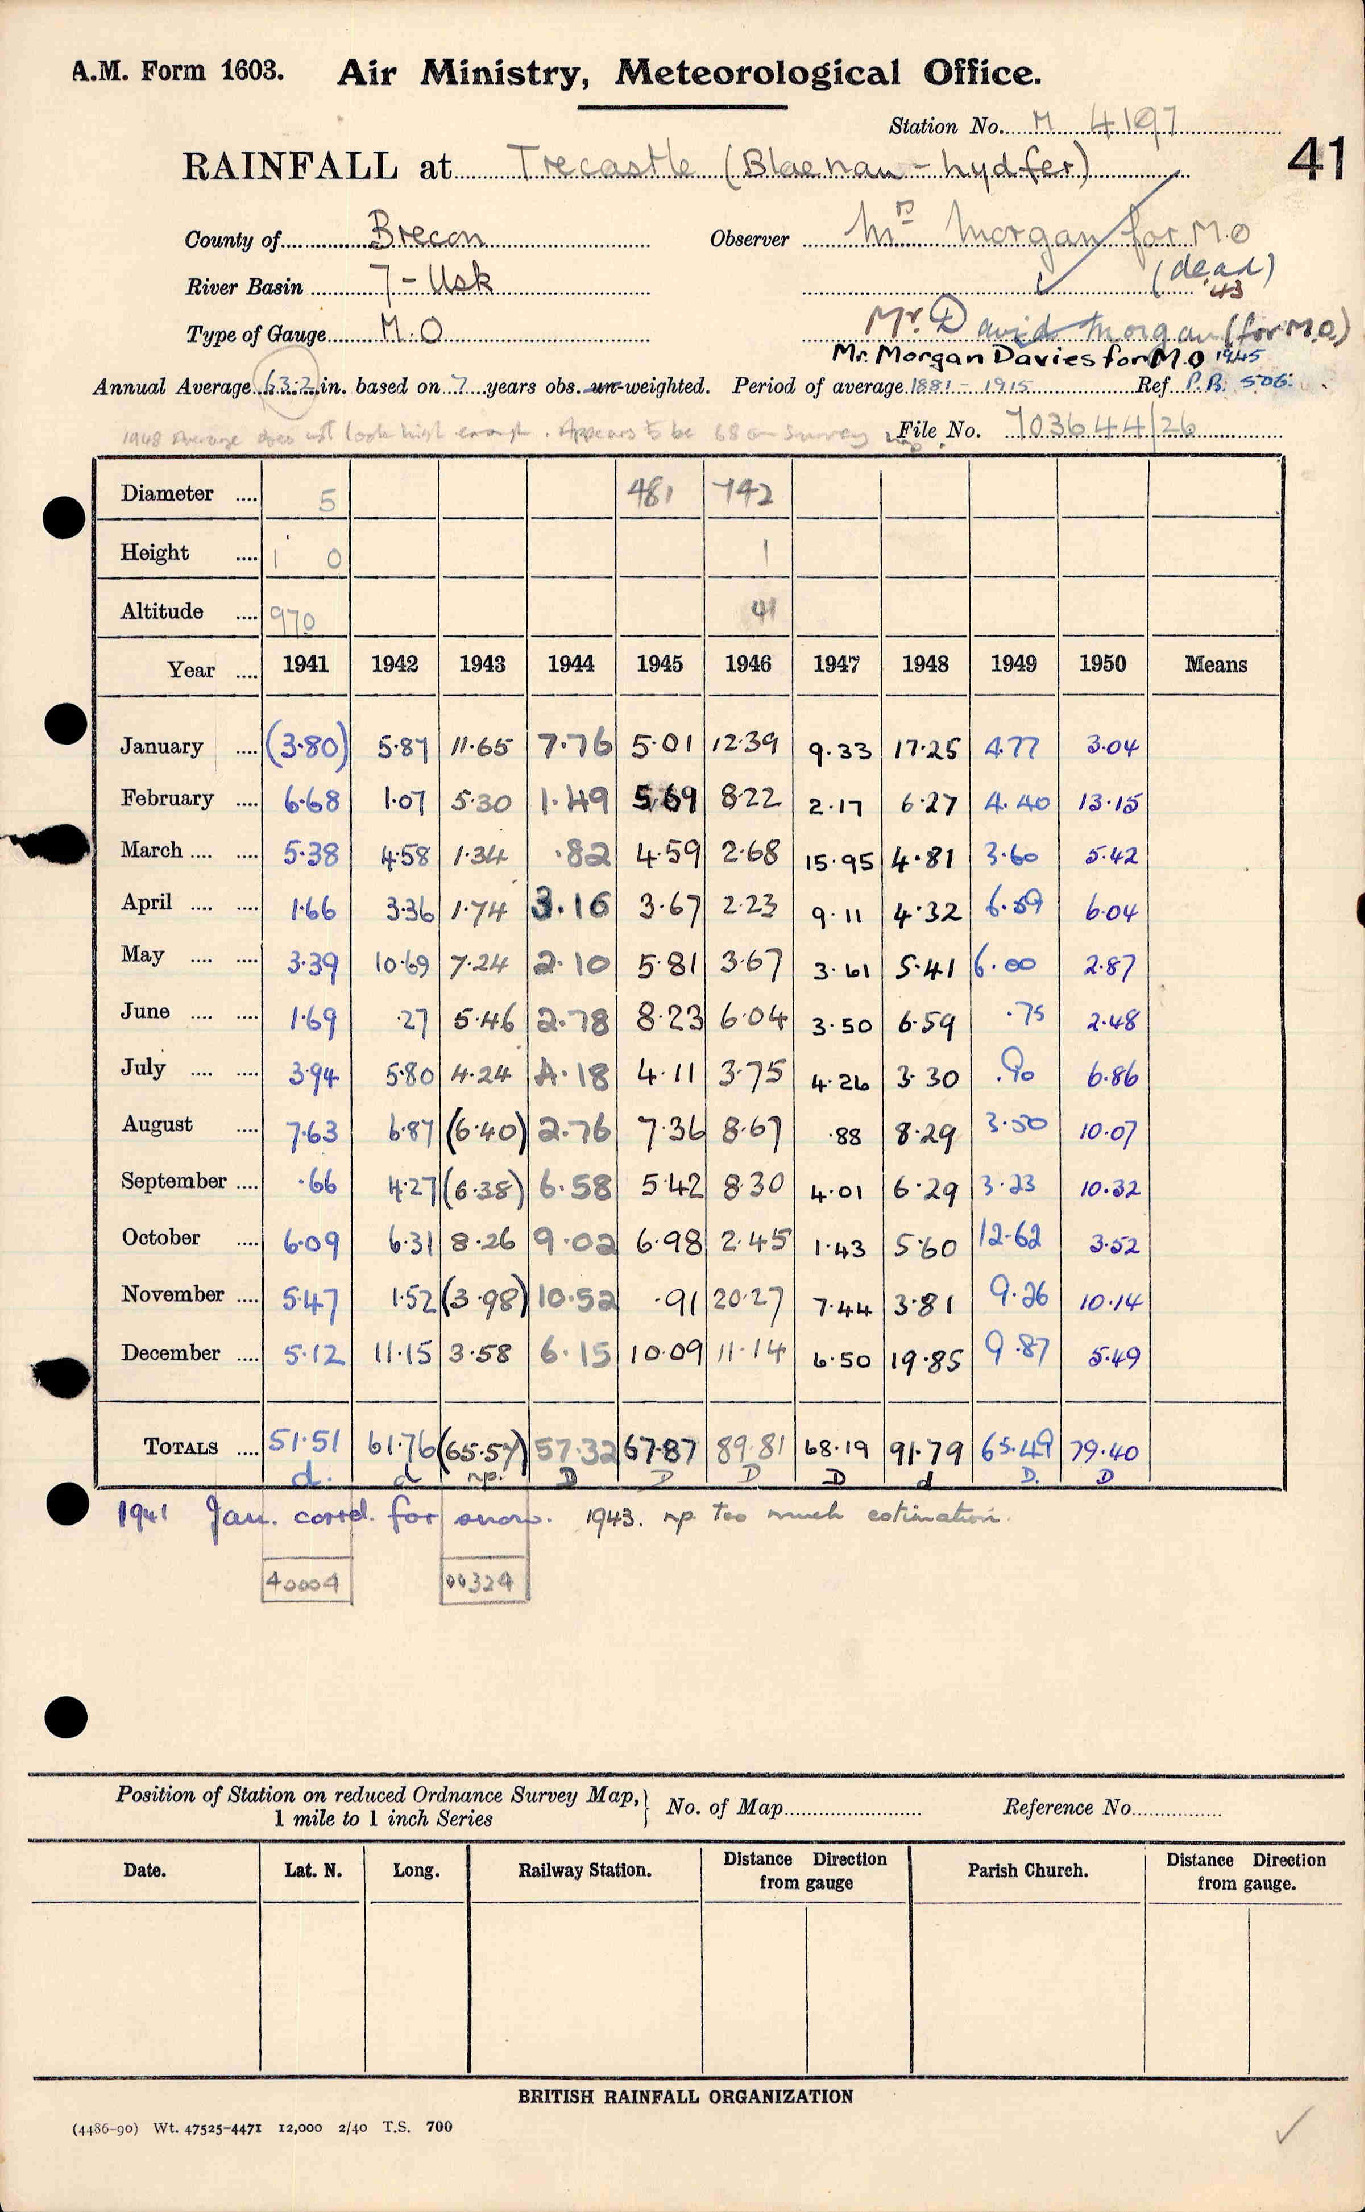 A.M. Form 1603. Air Ministry, Meteorological Office.
Station No. M 4197
41
RAINFALL at Trecastle (Blaenau-hydfer)
County of Brecon Observer Mr Morgan for M.O
(dead) '43
River Basin 7-Usk
Type of Gauge M.O Mr. David Morgan (for M.O.)
Mr. Morgan Davies for M.O 1945
Annual Average 63.2 in. based on 7 years obs. un-weighted. Period of average 1881-1915 Ref P.B. 506.
1948 Average does not look high enough. Appears to be 68 on Survey map. File No. 703644/26
Diameter .... 5 481 742
Height .... 1 0 1
Altitude .... 970 41
Year .... 1941 1942 1943 1944 1945 1946 1947 1948 1949 1950 Means
January .... (3.80) 5.87 11.65 7.76 5.01 12.39 9.33 17.25 4.77 3.04
February .... 6.68 1.07 5.30 1.49 5.69 8.22 2.17 6.27 4.40 13.15
March .... .... 5.38 4.58 1.34 .82 4.59 2.68 15.95 4.81 3.60 5.42
April .... .... 1.66 3.36 1.74 3.16 3.67 2.23 9.11 4.32 6.59 6.04
May .... .... 3.39 10.69 7.24 2.10 5.81 3.67 3.61 5.41 6.00 2.87
June .... .... 1.69 .27 5.46 2.78 8.23 6.04 3.50 6.59 .75 2.48
July .... .... 3.94 5.80 4.24 4.18 4.11 3.75 4.26 3.30 .90 6.86
August .... 7.63 6.87 (6.40) 2.76 7.36 8.67 .88 8.29 3.50 10.07
September .... .66 4.27 (6.38) 6.58 5.42 8.30 4.01 6.29 3.23 10.32
October .... 6.09 6.31 8.26 9.02 6.98 2.45 1.43 5.60 12.62 3.52
November .... 5.47 1.52 (3.98) 10.52 .91 20.27 7.44 3.81 9.26 10.14
December .... 5.12 11.15 3.58 6.15 10.09 11.14 6.50 19.85 9.87 5.49
TOTALS .... 51.51 61.76 (65.57) 57.32 67.87 89.81 68.19 91.79 65.49 79.40
d. d np. D D D D d D. D
1941 Jan. corrd. for snow. 1943. np too much estimation.
40004 00324
Position of Station on reduced Ordnance Survey Map,} No. of Map Reference No.
1 mile to 1 inch Series
Date. Lat. N. Long. Railway Station. Distance Direction from gauge Parish Church. Distance Direction from gauge.
BRITISH RAINFALL ORGANIZATION
(4486-90) Wt. 47525-4471 12,000 2/40 T.S. 700